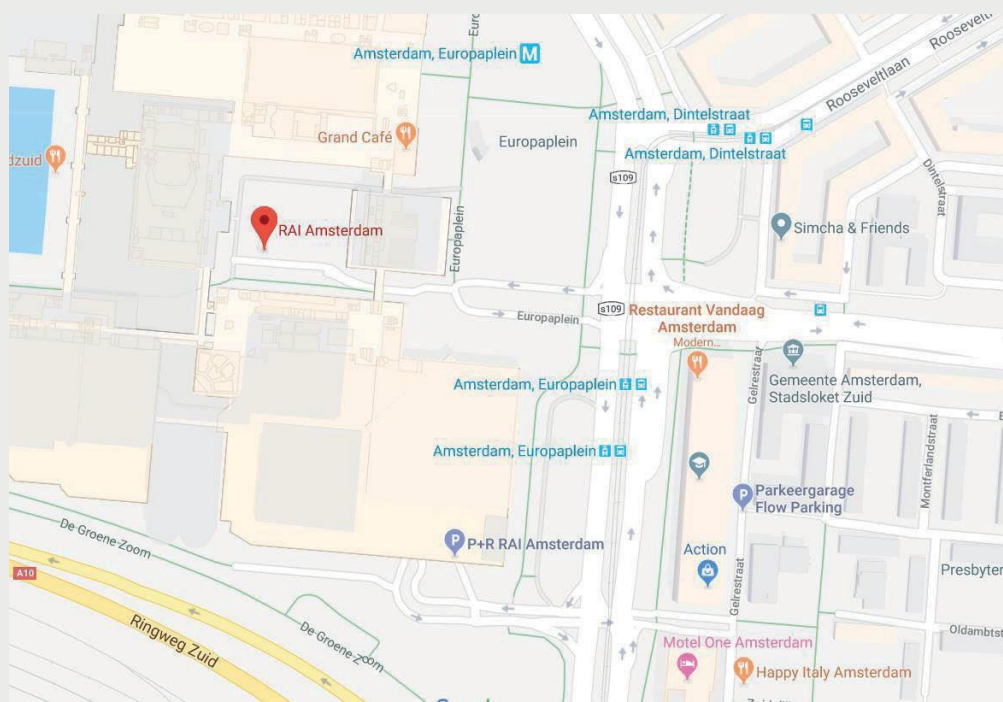 Euro
Amsterdam, Europaplein M
Rooseveltlaan
Rooseveltlaan
Amsterdam, Dintelstraat
Grand Café
Europaplein
Amsterdam, Dintelstraat
dzuid
s109
Dintelstraat
RAI Amsterdam
Europaplein
Simcha & Friends
s109
Restaurant Vandaag
Amsterdam
Modern...
Europaplein
Gelrestraat
Gemeente Amsterdam,
Stadsloket Zuid
Amsterdam, Europaplein
Montferlandstraat
Amsterdam, Europaplein
P Parkeergarage
Flow Parking
De Groene-Zoom
P P+R RAI Amsterdam
Action
A10
Presbyter
Gelrestraat
Ringweg Zuid
De Groene-Zoom
Oldambtst
Motel One Amsterdam
Happy Italy Amsterdam